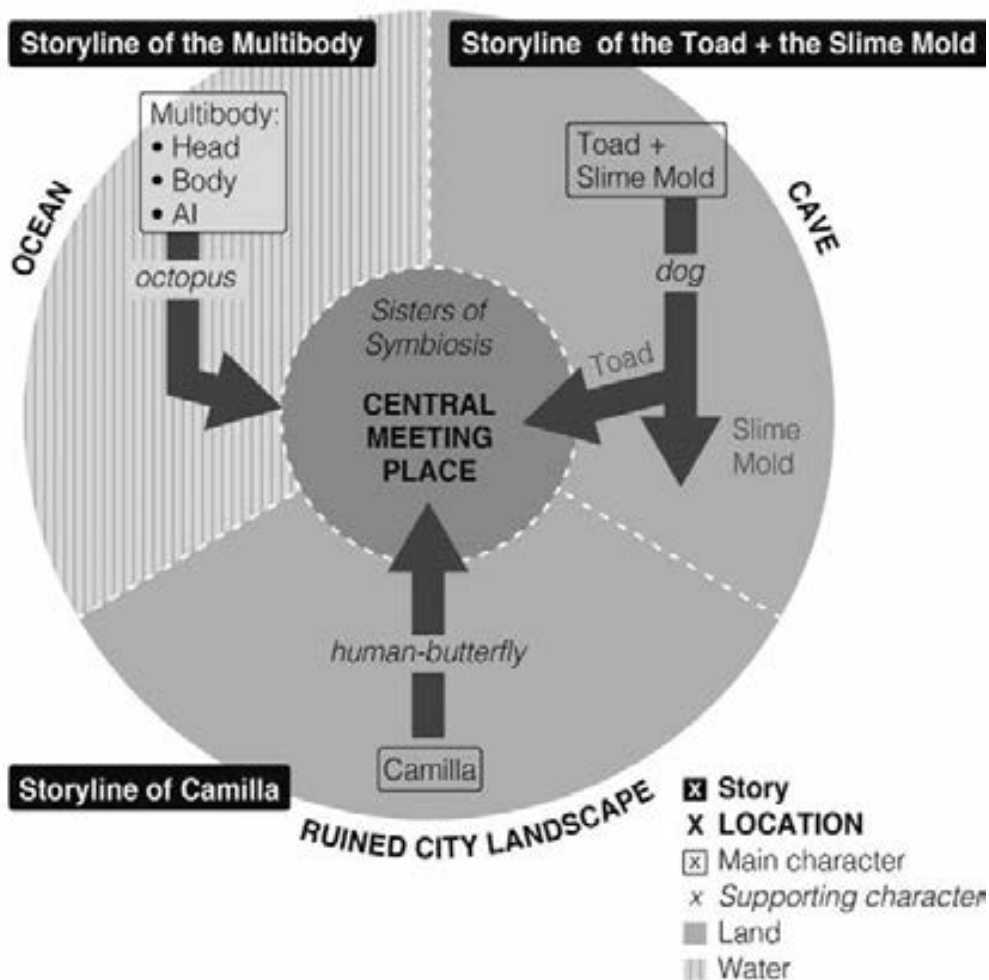 Storyline of the Multibody
Storyline of the Toad + the Slime Mold
Multibody:
• Head
• Body
• AI
Toad +
Slime Mold
OCEAN
CAVE
octopus
dog
Sisters of
Symbiosis
Toad
CENTRAL
MEETING
PLACE
Slime
Mold
human-butterfly
Camilla
Storyline of Camilla
RUINED CITY LANDSCAPE
x Story
X LOCATION
x Main character
x Supporting character
Land
Water